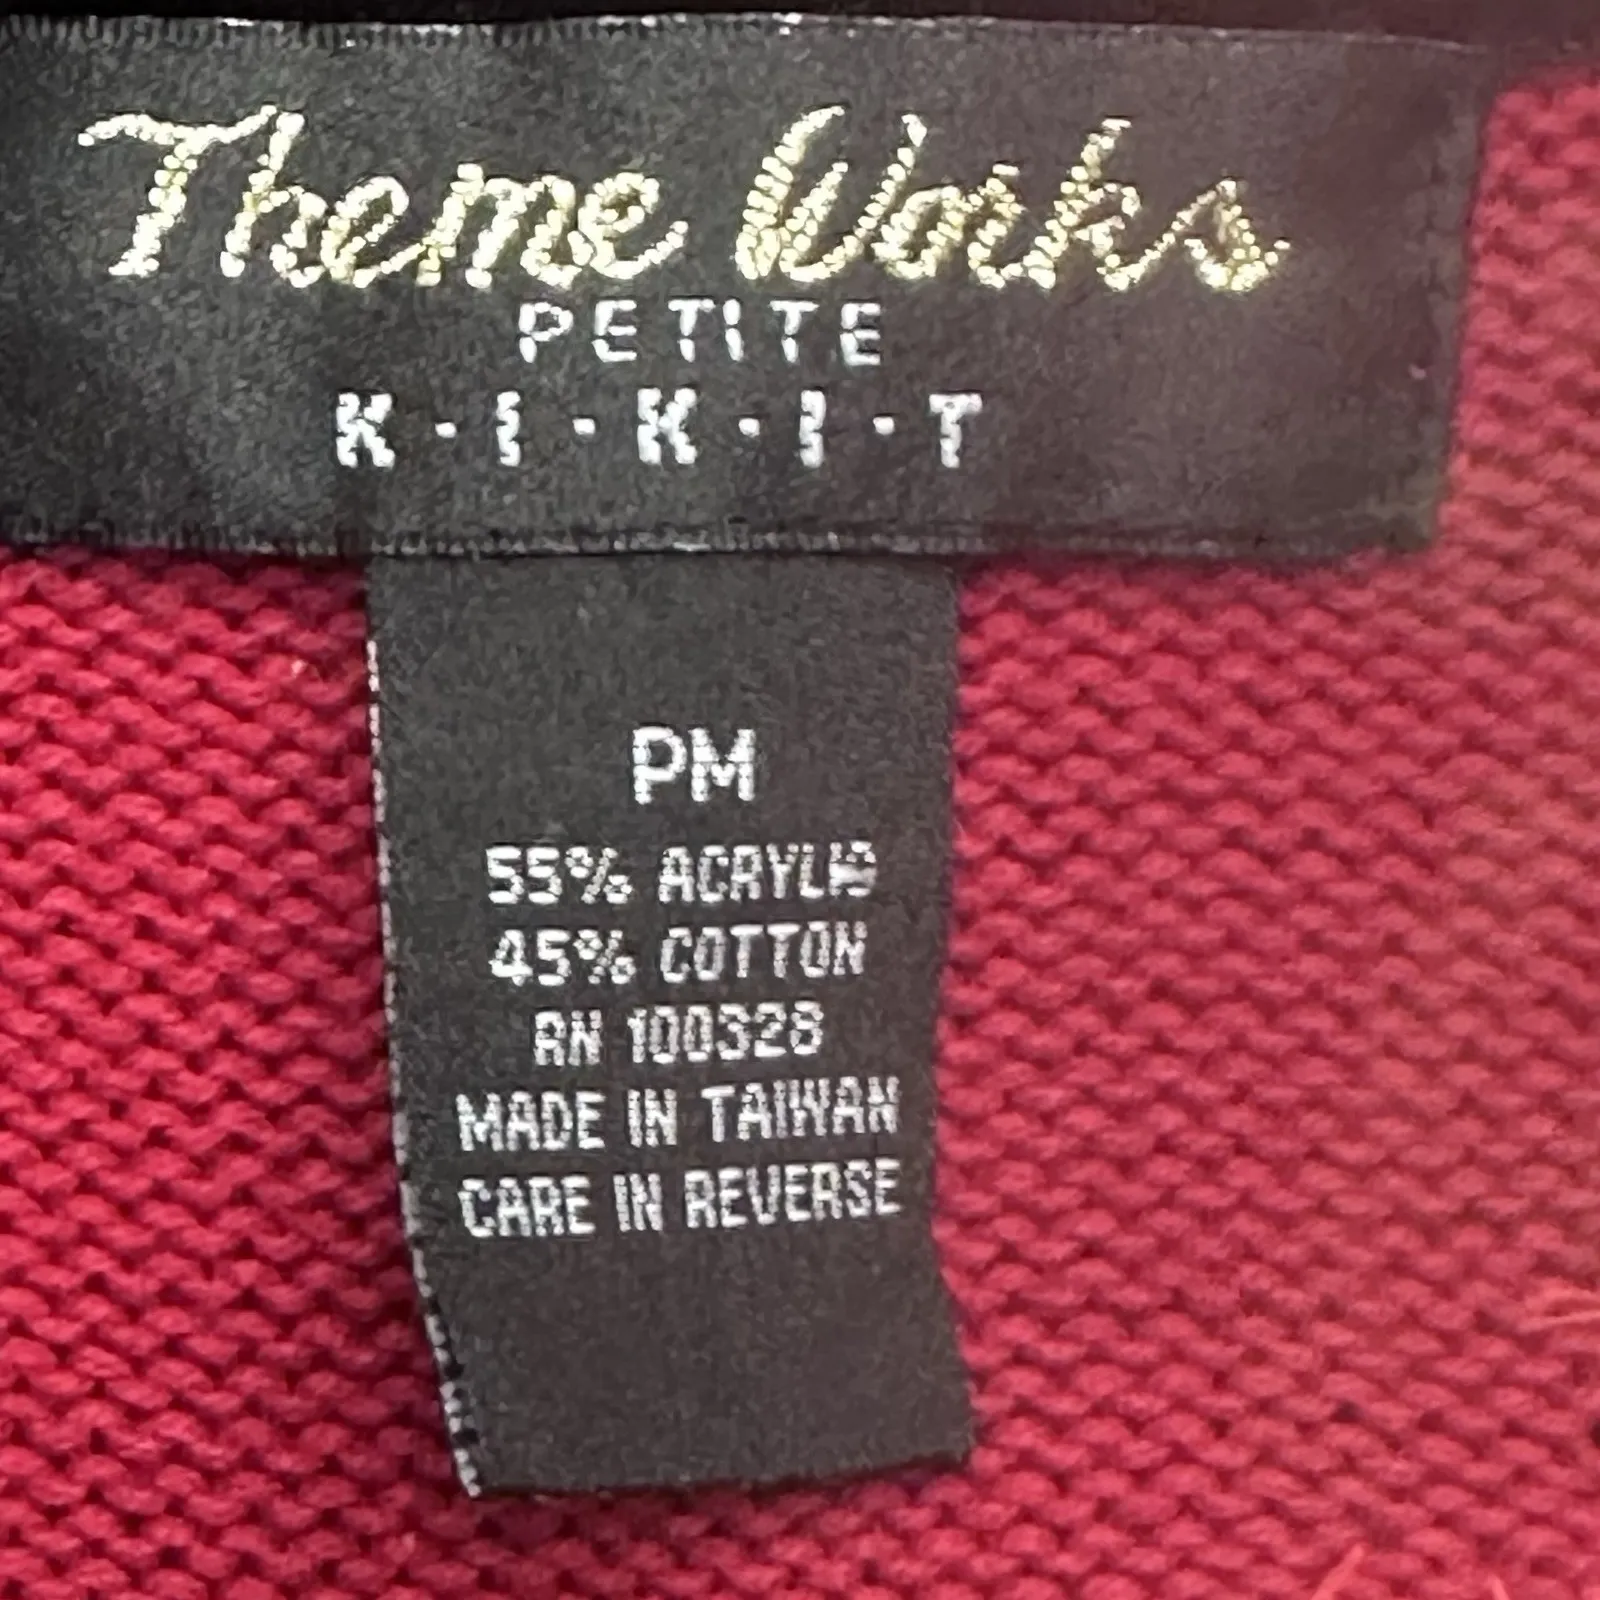 Theme Works
PETITE
K·I·K·I·T
PM
55% ACRYLIC
45% COTTON
RN 100328
MADE IN TAIWAN
CARE IN REVERSE